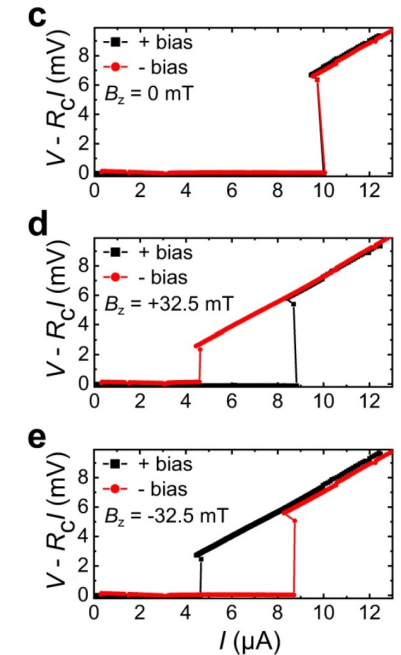 c
+ bias
- bias
B_z = 0 mT
V - R_C I (mV)
8
6
4
2
0
0 2 4 6 8 10 12
d
+ bias
- bias
B_z = +32.5 mT
V - R_C I (mV)
8
6
4
2
0
0 2 4 6 8 10 12
e
+ bias
- bias
B_z = -32.5 mT
V - R_C I (mV)
8
6
4
2
0
0 2 4 6 8 10 12
I (µA)